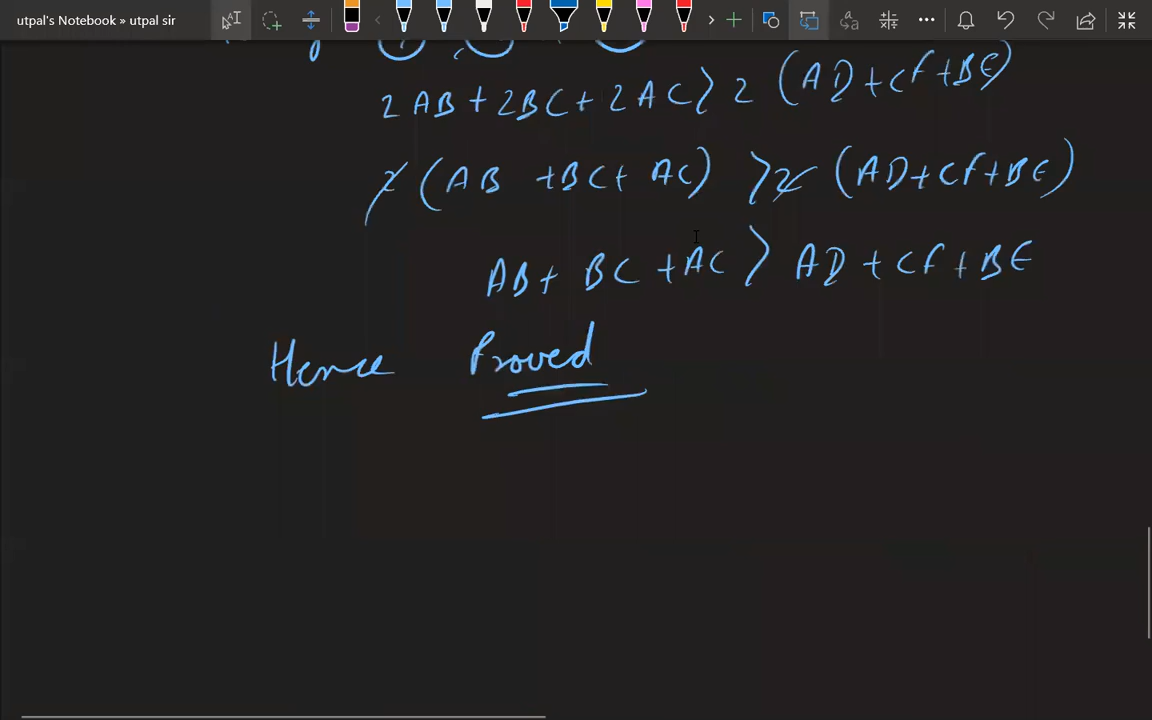 utpal's Notebook » utpal sir
2AB + 2BC + 2AC > 2 (AD + CF + BE)
2 (AB + BC + AC) > 2 (AD + CF + BE)
AB + BC + AC > AD + CF + BE
Hence Proved